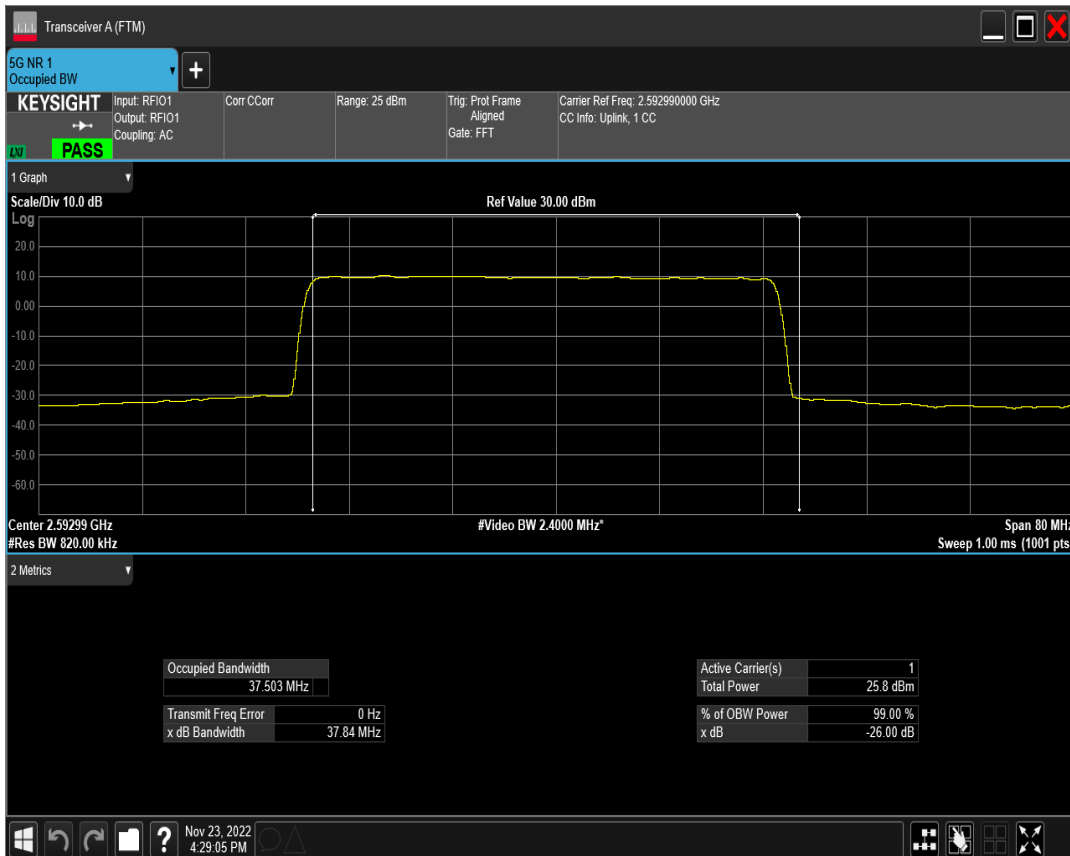 Transceiver A (FTM)
5G NR 1
Occupied BW
+
KEYSIGHT
LXI
PASS
Input: RFIO1
Output: RFIO1
Coupling: AC
Corr CCorr
Range: 25 dBm
Trig: Prot Frame
Aligned
Gate: FFT
Carrier Ref Freq: 2.592990000 GHz
CC Info: Uplink, 1 CC
1 Graph
Scale/Div 10.0 dB
Ref Value 30.00 dBm
Log
20.0
10.0
0.00
-10.0
-20.0
-30.0
-40.0
-50.0
-60.0
Center 2.59299 GHz
#Video BW 2.4000 MHz*
Span 80 MHz
#Res BW 820.00 kHz
Sweep 1.00 ms (1001 pts
2 Metrics
Occupied Bandwidth
37.503 MHz
Transmit Freq Error 0 Hz
x dB Bandwidth 37.84 MHz
Active Carrier(s) 1
Total Power 25.8 dBm
% of OBW Power 99.00 %
x dB -26.00 dB
?
Nov 23, 2022
4:29:05 PM